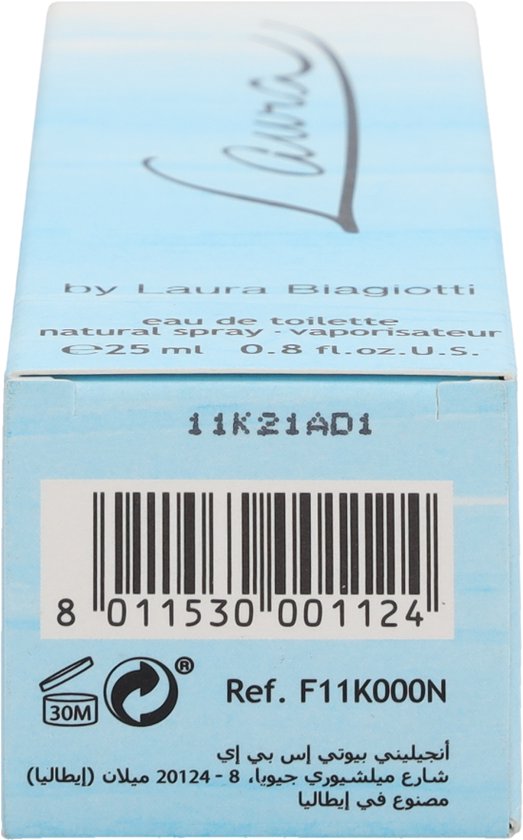 Laura
by Laura Biagiotti
eau de toilette
natural spray · vaporisateur
℮25 ml 0.8 fl.oz.U.S.
11K21AD1
8 011530 001124
30M ® Ref. F11K000N
أنجيليني بيوتي إس بي إي
شارع ميلشيوري جيويا، 8 - 20124 ميلان (إيطاليا)
مصنوع في إيطاليا